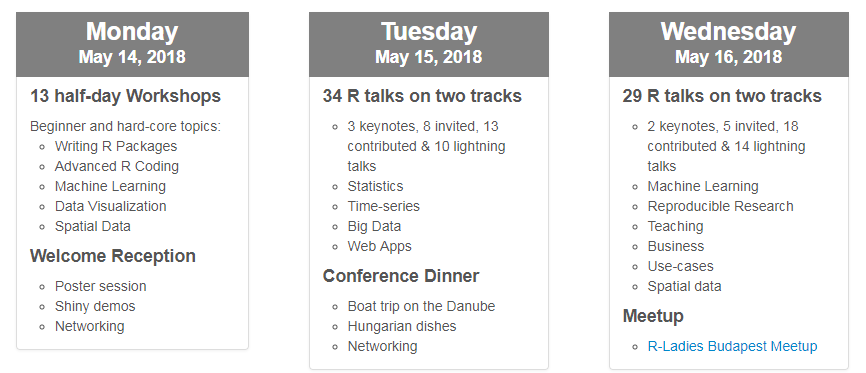 Monday
May 14, 2018
13 half-day Workshops
Beginner and hard-core topics:
Writing R Packages
Advanced R Coding
Machine Learning
Data Visualization
Spatial Data
Welcome Reception
Poster session
Shiny demos
Networking
Tuesday
May 15, 2018
34 R talks on two tracks
3 keynotes, 8 invited, 13
contributed & 10 lightning
talks
Statistics
Time-series
Big Data
Web Apps
Conference Dinner
Boat trip on the Danube
Hungarian dishes
Networking
Wednesday
May 16, 2018
29 R talks on two tracks
2 keynotes, 5 invited, 18
contributed & 14 lightning
talks
Machine Learning
Reproducible Research
Teaching
Business
Use-cases
Spatial data
Meetup
R-Ladies Budapest Meetup